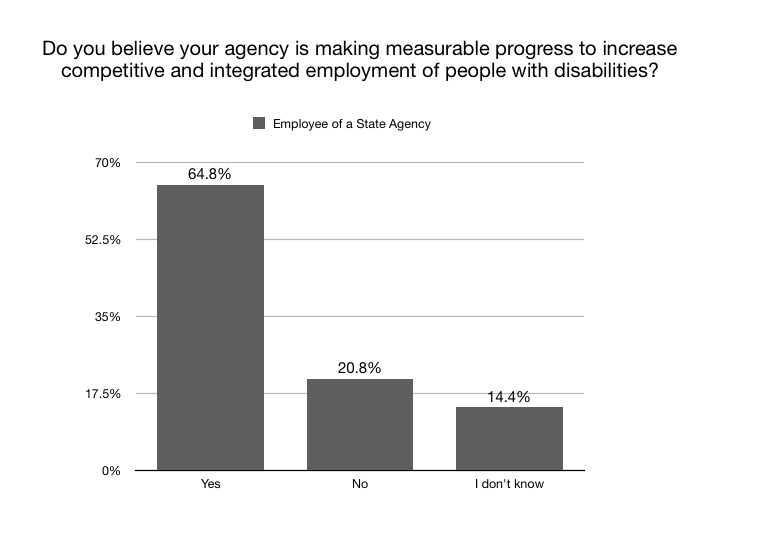 Do you believe your agency is making measurable progress to increase
competitive and integrated employment of people with disabilities?
Employee of a State Agency
70%
64.8%
52.5%
35%
20.8%
17.5%
14.4%
0%
Yes
No
I don't know